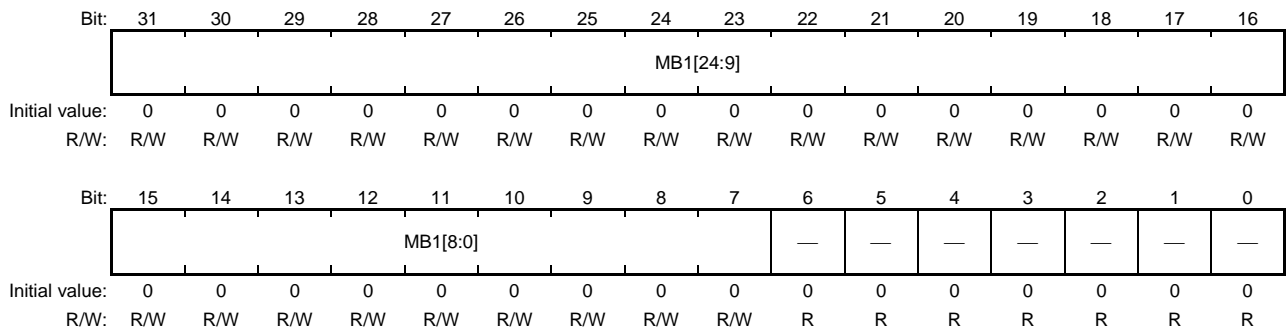 Bit: 31 30 29 28 27 26 25 24 23 22 21 20 19 18 17 16
MB1[24:9]
Initial value: 0 0 0 0 0 0 0 0 0 0 0 0 0 0 0 0
R/W: R/W R/W R/W R/W R/W R/W R/W R/W R/W R/W R/W R/W R/W R/W R/W R/W
Bit: 15 14 13 12 11 10 9 8 7 6 5 4 3 2 1 0
MB1[8:0] — — — — — — —
Initial value: 0 0 0 0 0 0 0 0 0 0 0 0 0 0 0 0
R/W: R/W R/W R/W R/W R/W R/W R/W R/W R/W R R R R R R R